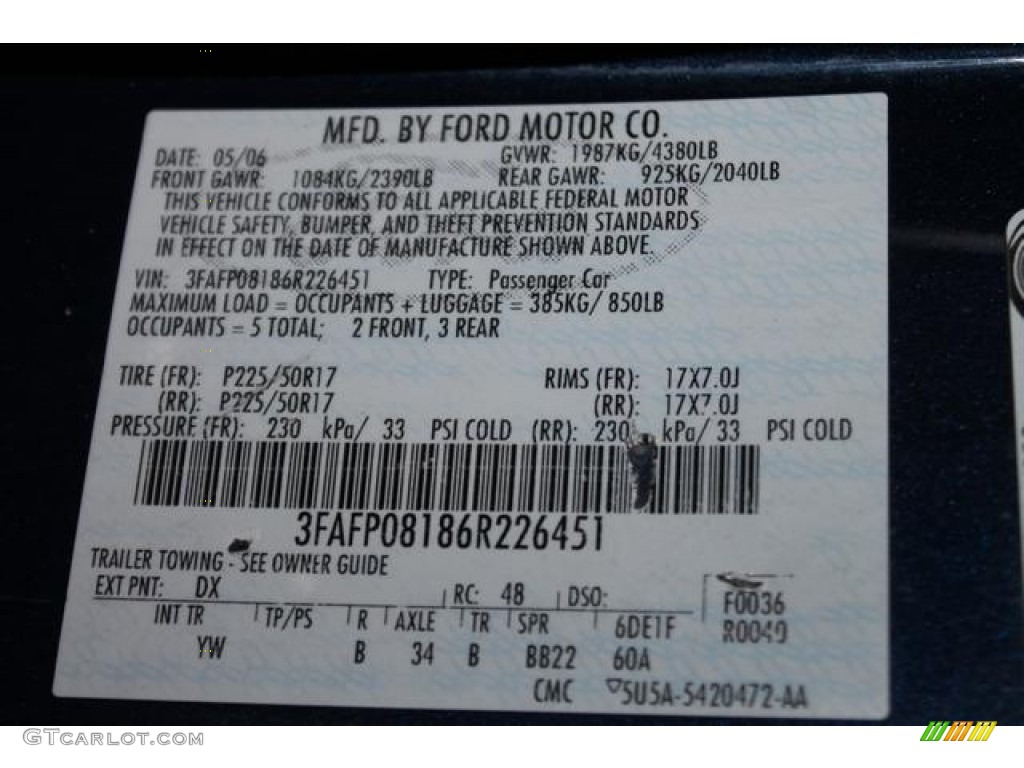 MFD. BY FORD MOTOR CO.
DATE: 05/06 GVWR: 1987KG/4380LB
FRONT GAWR: 1084KG/2390LB REAR GAWR: 925KG/2040LB
THIS VEHICLE CONFORMS TO ALL APPLICABLE FEDERAL MOTOR
VEHICLE SAFETY, BUMPER, AND THEFT PREVENTION STANDARDS
IN EFFECT ON THE DATE OF MANUFACTURE SHOWN ABOVE.
VIN: 3FAFP08186R226451 TYPE: Passenger Car
MAXIMUM LOAD = OCCUPANTS + LUGGAGE = 385KG/ 850LB
OCCUPANTS = 5 TOTAL; 2 FRONT, 3 REAR
TIRE (FR): P225/50R17 RIMS (FR): 17X7.0J
(RR): P225/50R17 (RR): 17X7.0J
PRESSURE (FR): 230 kPa/ 33 PSI COLD (RR): 230 kPa/ 33 PSI COLD
3FAFP08186R226451
TRAILER TOWING - SEE OWNER GUIDE
EXT PNT: DX RC: 48 DSO: F0036
INT TR TP/PS R AXLE TR SPR 6DE1F R0049
YW B 34 B BB22 60A
CMC 5U5A-5420472-AA
GTcarlot.com